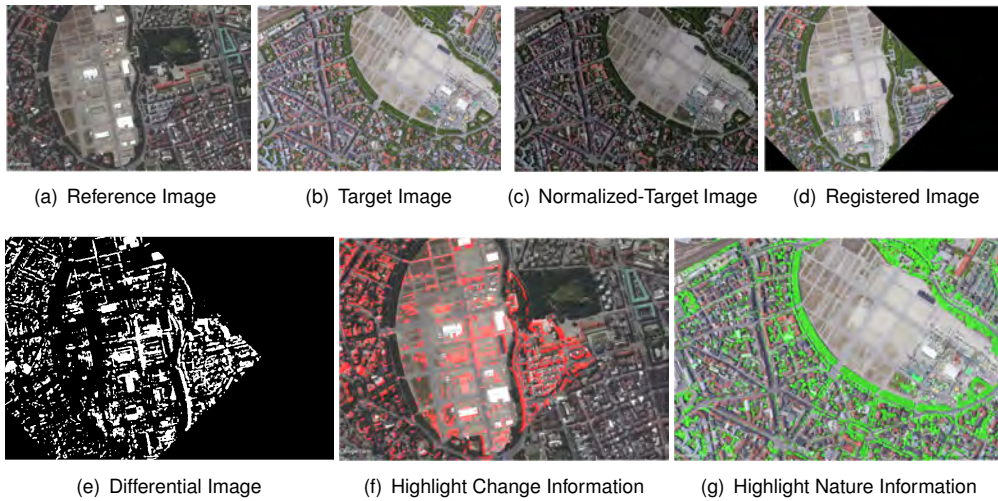 (a) Reference Image
(b) Target Image
(c) Normalized-Target Image
(d) Registered Image
(e) Differential Image
(f) Highlight Change Information
(g) Highlight Nature Information